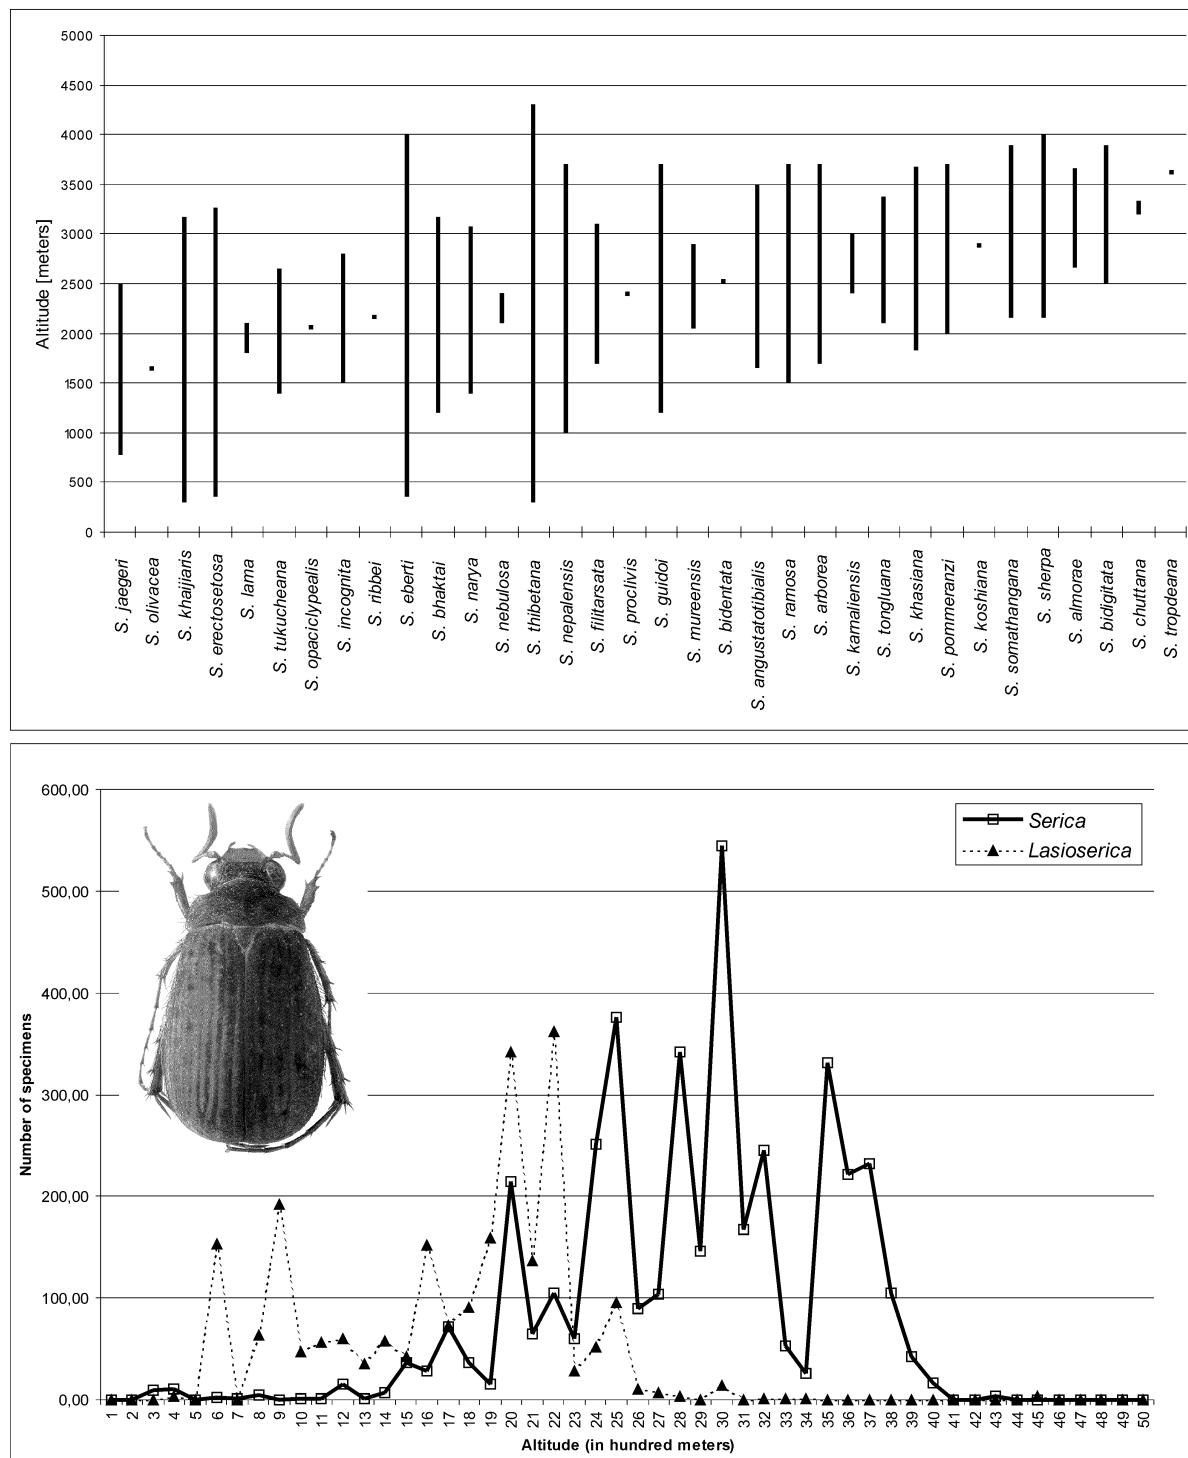 5000
4500
4000
3500
3000
2500
2000
1500
1000
500
0
Altitude [meters]
S. jaegeri
S. olivacea
S. khajiaris
S. erectosetosa
S. lama
S. tukucheana
S. opaciclypealis
S. incognita
S. ribbei
S. eberti
S. bhaktai
S. narya
S. nebulosa
S. thibetana
S. nepalensis
S. filitarsata
S. proclivis
S. guidoi
S. mureensis
S. bidentata
S. angustatotibialis
S. ramosa
S. arborea
S. kamaliensis
S. tongluana
S. khasiana
S. pommeranzi
S. koshiana
S. somathangana
S. sherpa
S. almorae
S. bidigitata
S. chuttana
S. tropdeana
600,00
500,00
400,00
300,00
200,00
100,00
0,00
Number of specimens
Serica
Lasioserica
1 2 3 4 5 6 7 8 9 10 11 12 13 14 15 16 17 18 19 20 21 22 23 24 25 26 27 28 29 30 31 32 33 34 35 36 37 38 39 40 41 42 43 44 45 46 47 48 49 50
Altitude (in hundred meters)